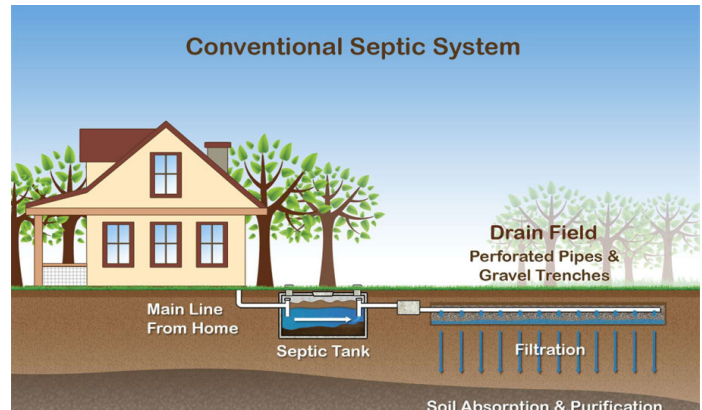 Conventional Septic System
Drain Field
Perforated Pipes &
Gravel Trenches
Main Line
From Home
Septic Tank
Filtration
Soil Absorption & Purification